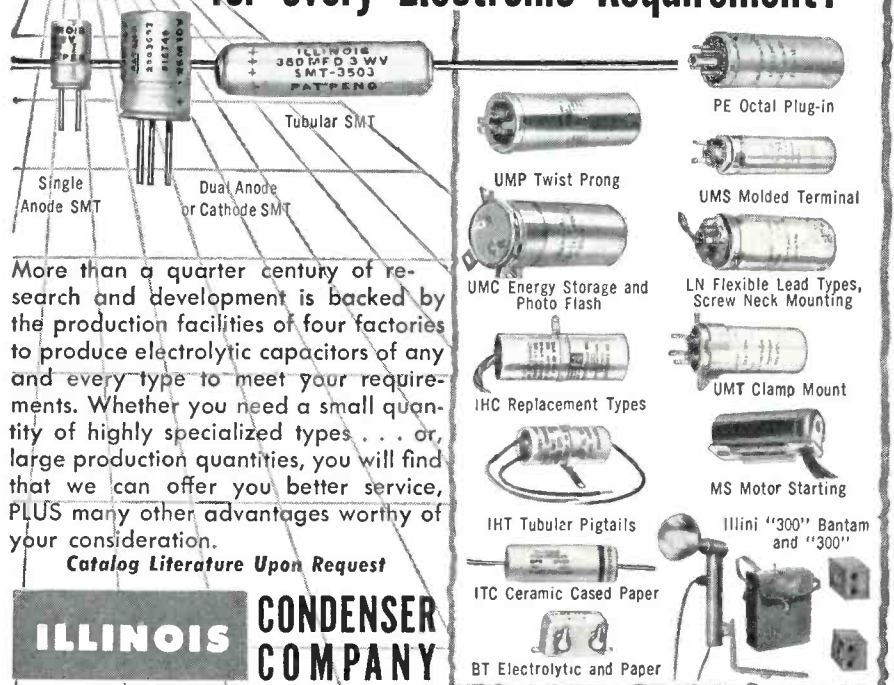 for every Electronic Requirement!
ILLINOIS
380 MFD 3 WV
SMT-3503
PAT PENG
Tubular SMT
Single
Anode SMT
Dual Anode
or Cathode SMT
More than a quarter century of re-
search and development is backed by
the production facilities of four factories
to produce electrolytic capacitors of any
and every type to meet your require-
ments. Whether you need a small quan-
tity of highly specialized types . . . or,
large production quantities, you will find
that we can offer you better service,
PLUS many other advantages worthy of
your consideration.
Catalog Literature Upon Request
ILLINOIS
CONDENSER
COMPANY
PE Octal Plug-in
UMP Twist Prong
UMS Molded Terminal
UMC Energy Storage and
Photo Flash
LN Flexible Lead Types,
Screw Neck Mounting
IHC Replacement Types
UMT Clamp Mount
IHT Tubuler Pigtails
MS Motor Starting
Illini "300" Bantam
and "300"
ITC Ceramic Cased Paper
BT Electrolytic and Paper